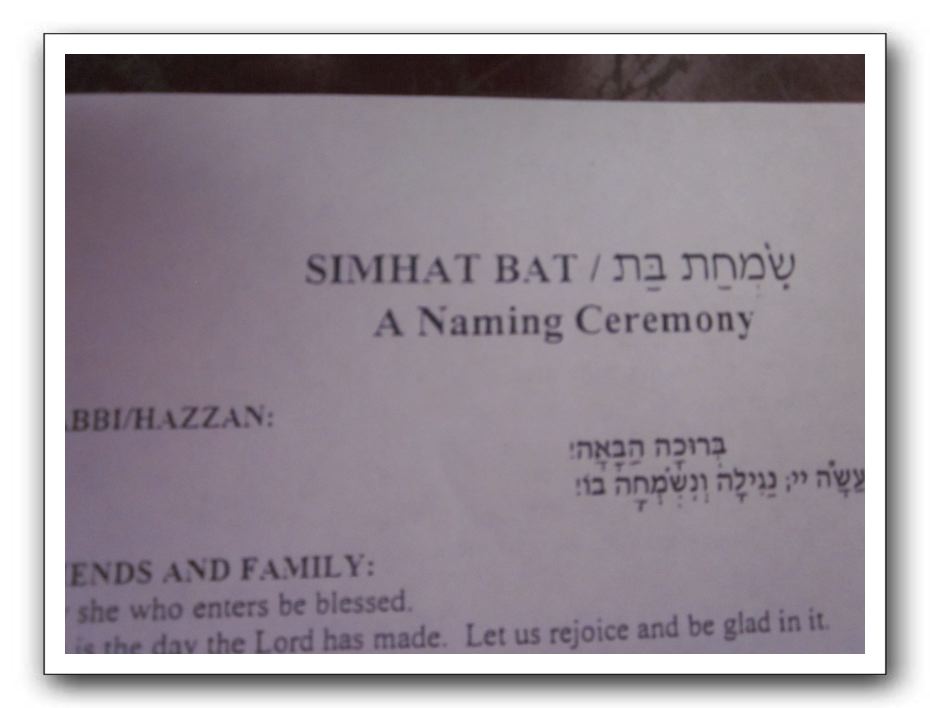 SIMHAT BAT / שִׂמְחַת בַּת
A Naming Ceremony
ABBI/HAZZAN:
בְּרוּכָה הַבָּאָה!
עָשָׂה יי; נָגִילָה וְנִשְׂמְחָה בוֹ!
ENDS AND FAMILY:
she who enters be blessed.
is the day the Lord has made. Let us rejoice and be glad in it.